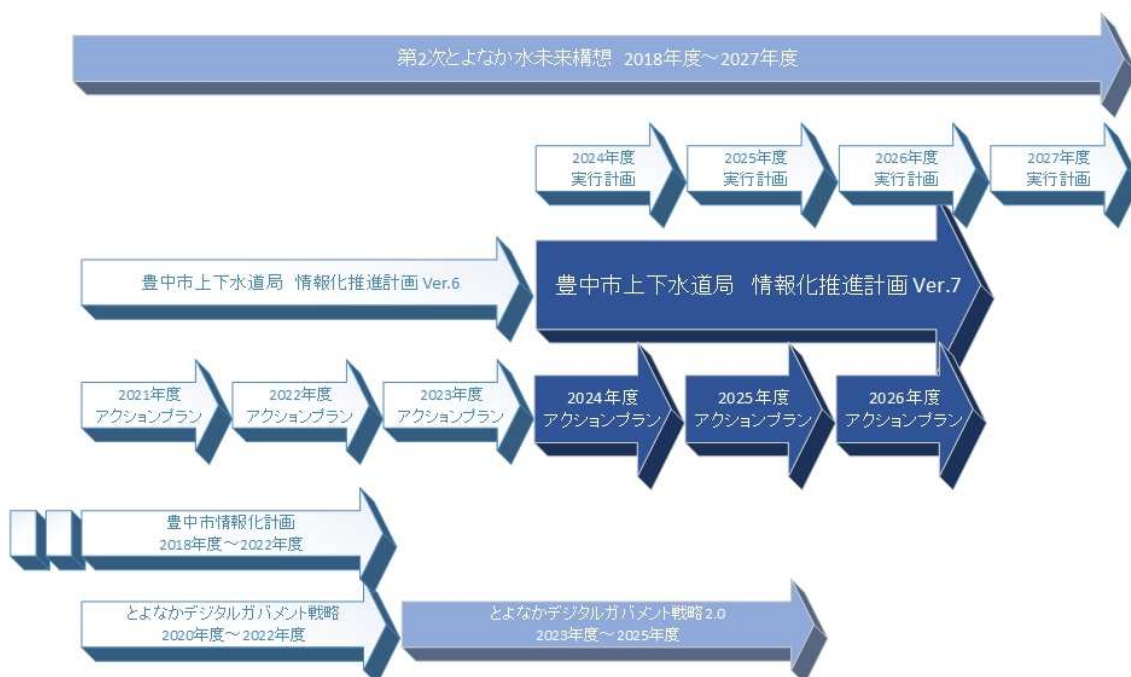 第2次とよなか水未来構想 2018年度～2027年度
2024年度
実行計画
2025年度
実行計画
2026年度
実行計画
2027年度
実行計画
豊中市上下水道局 情報化推進計画 Ver.6
豊中市上下水道局 情報化推進計画 Ver.7
2021年度
アクションプラン
2022年度
アクションプラン
2023年度
アクションプラン
2024年度
アクションプラン
2025年度
アクションプラン
2026年度
アクションプラン
豊中市情報化計画
2018年度～2022年度
とよなかデジタルガバメント戦略
2020年度～2022年度
とよなかデジタルガバメント戦略2.0
2023年度～2025年度